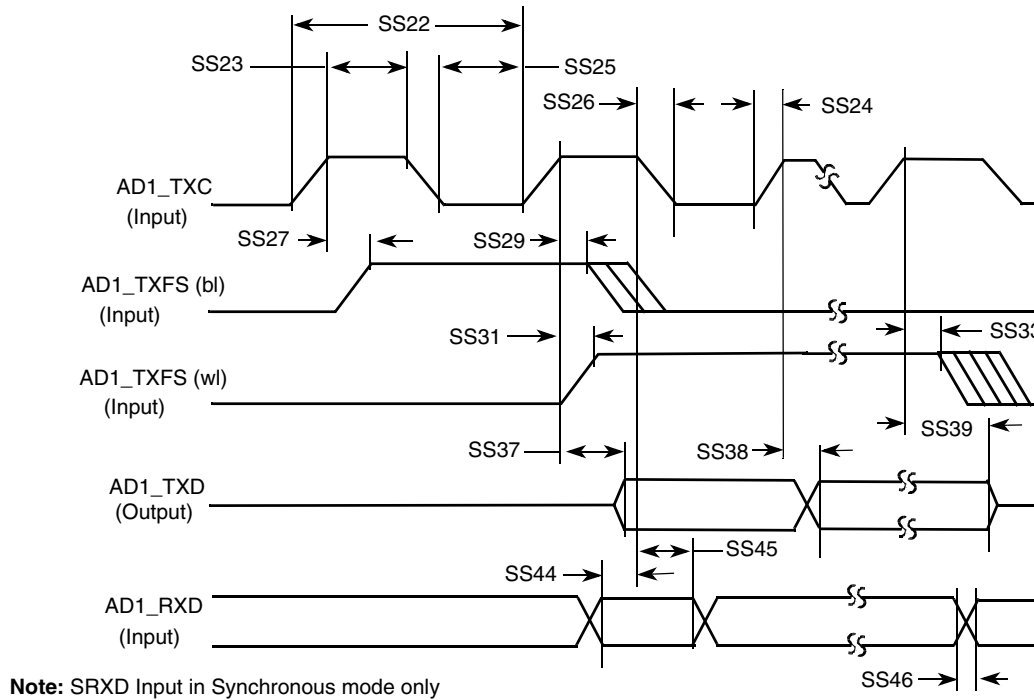 SS22
SS23
SS25
SS26
SS24
AD1_TXC
(Input)
SS27
SS29
AD1_TXFS (bl)
(Input)
SS31
SS33
AD1_TXFS (wl)
(Input)
SS37
SS38
SS39
AD1_TXD
(Output)
SS45
SS44
AD1_RXD
(Input)
SS46
Note: SRXD Input in Synchronous mode only